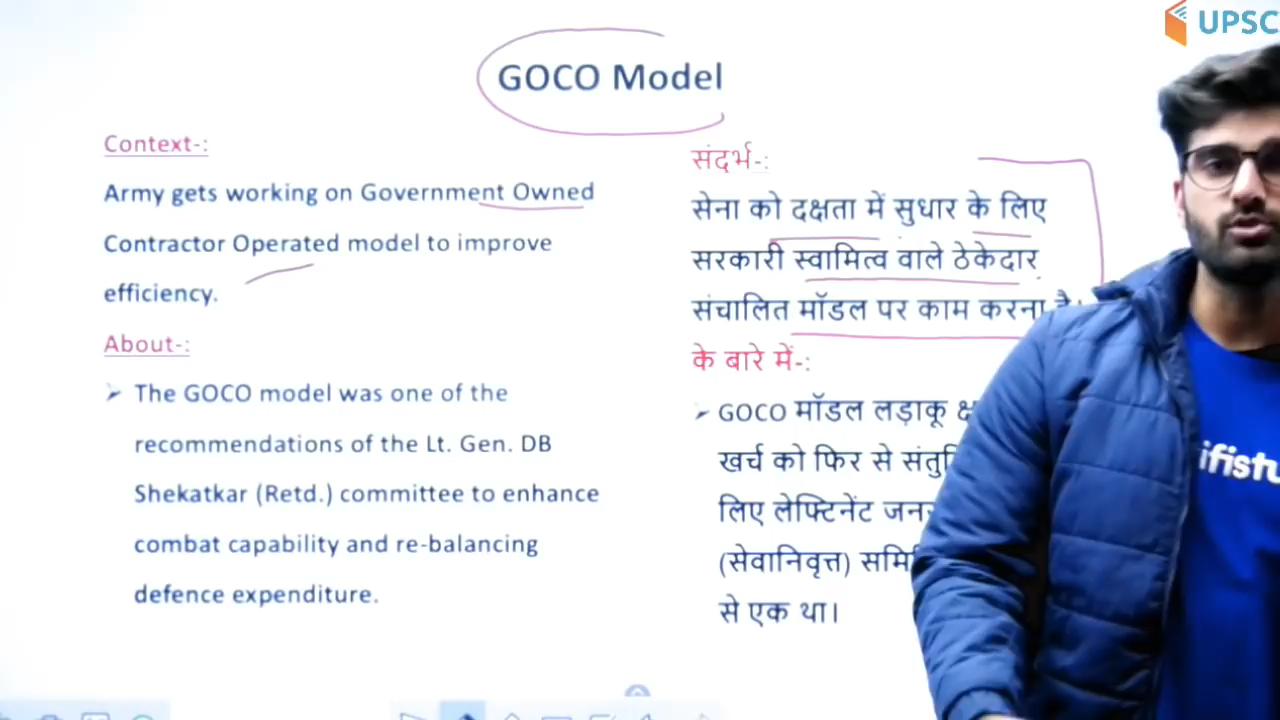 UPSC
GOCO Model
Context-:
Army gets working on Government Owned
Contractor Operated model to improve
efficiency.
About-:
➢ The GOCO model was one of the
recommendations of the Lt. Gen. DB
Shekatkar (Retd.) committee to enhance
combat capability and re-balancing
defence expenditure.
संदर्भ-:
सेना को दक्षता में सुधार के लिए
सरकारी स्वामित्व वाले ठेकेदार
संचालित मॉडल पर काम करना है।
के बारे में-:
➢ GOCO मॉडल लड़ाकू
खर्च को फिर से
लिए लेफ्टिनेंट
(सेवानिवृत्त)
से एक था।
ifistu